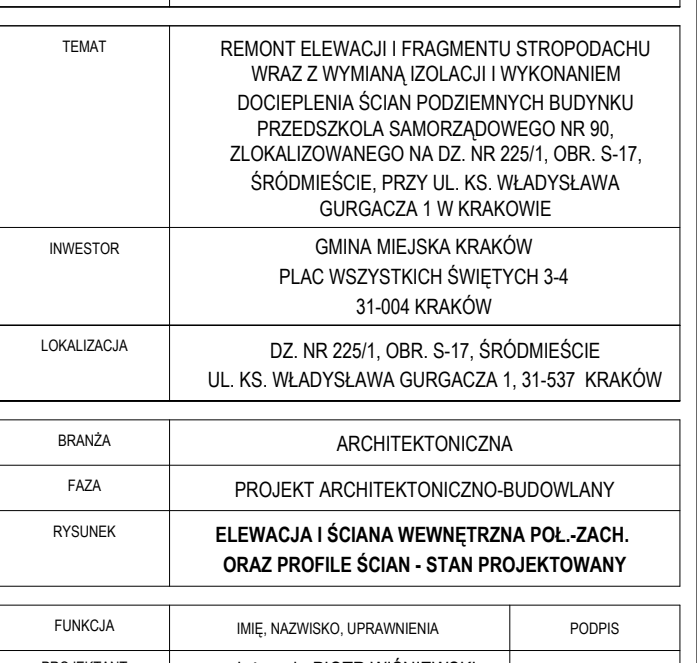 TEMAT
REMONT ELEWACJI I FRAGMENTU STROPODACHU
WRAZ Z WYMIANĄ IZOLACJI I WYKONANIEM
DOCIEPLENIA ŚCIAN PODZIEMNYCH BUDYNKU
PRZEDSZKOLA SAMORZĄDOWEGO NR 90,
ZLOKALIZOWANEGO NA DZ. NR 225/1, OBR. S-17,
ŚRÓDMIEŚCIE, PRZY UL. KS. WŁADYSŁAWA
GURGACZA 1 W KRAKOWIE
INWESTOR
GMINA MIEJSKA KRAKÓW
PLAC WSZYSTKICH ŚWIĘTYCH 3-4
31-004 KRAKÓW
LOKALIZACJA
DZ. NR 225/1, OBR. S-17, ŚRÓDMIEŚCIE
UL. KS. WŁADYSŁAWA GURGACZA 1, 31-537 KRAKÓW
BRANŻA
ARCHITEKTONICZNA
FAZA
PROJEKT ARCHITEKTONICZNO-BUDOWLANY
RYSUNEK
ELEWACJA I ŚCIANA WEWNĘTRZNA POŁ.-ZACH.
ORAZ PROFILE ŚCIAN - STAN PROJEKTOWANY
FUNKCJA
IMIĘ, NAZWISKO, UPRAWNIENIA
PODPIS
PROJEKTANT
PIOTR WIŚNIEWSKI